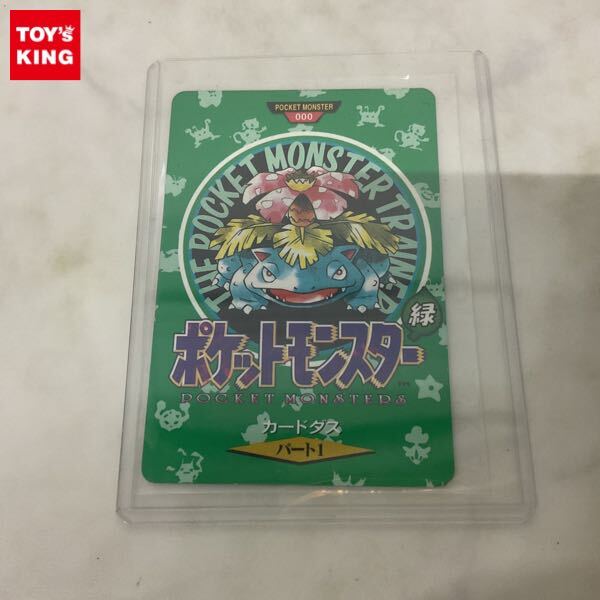 TOY'S
KING
POCKET MONSTER
000
THE POCKET MONSTER TRAINER
緑
ポケットモンスター
TM
POCKET MONSTERS
カードダス
パート1